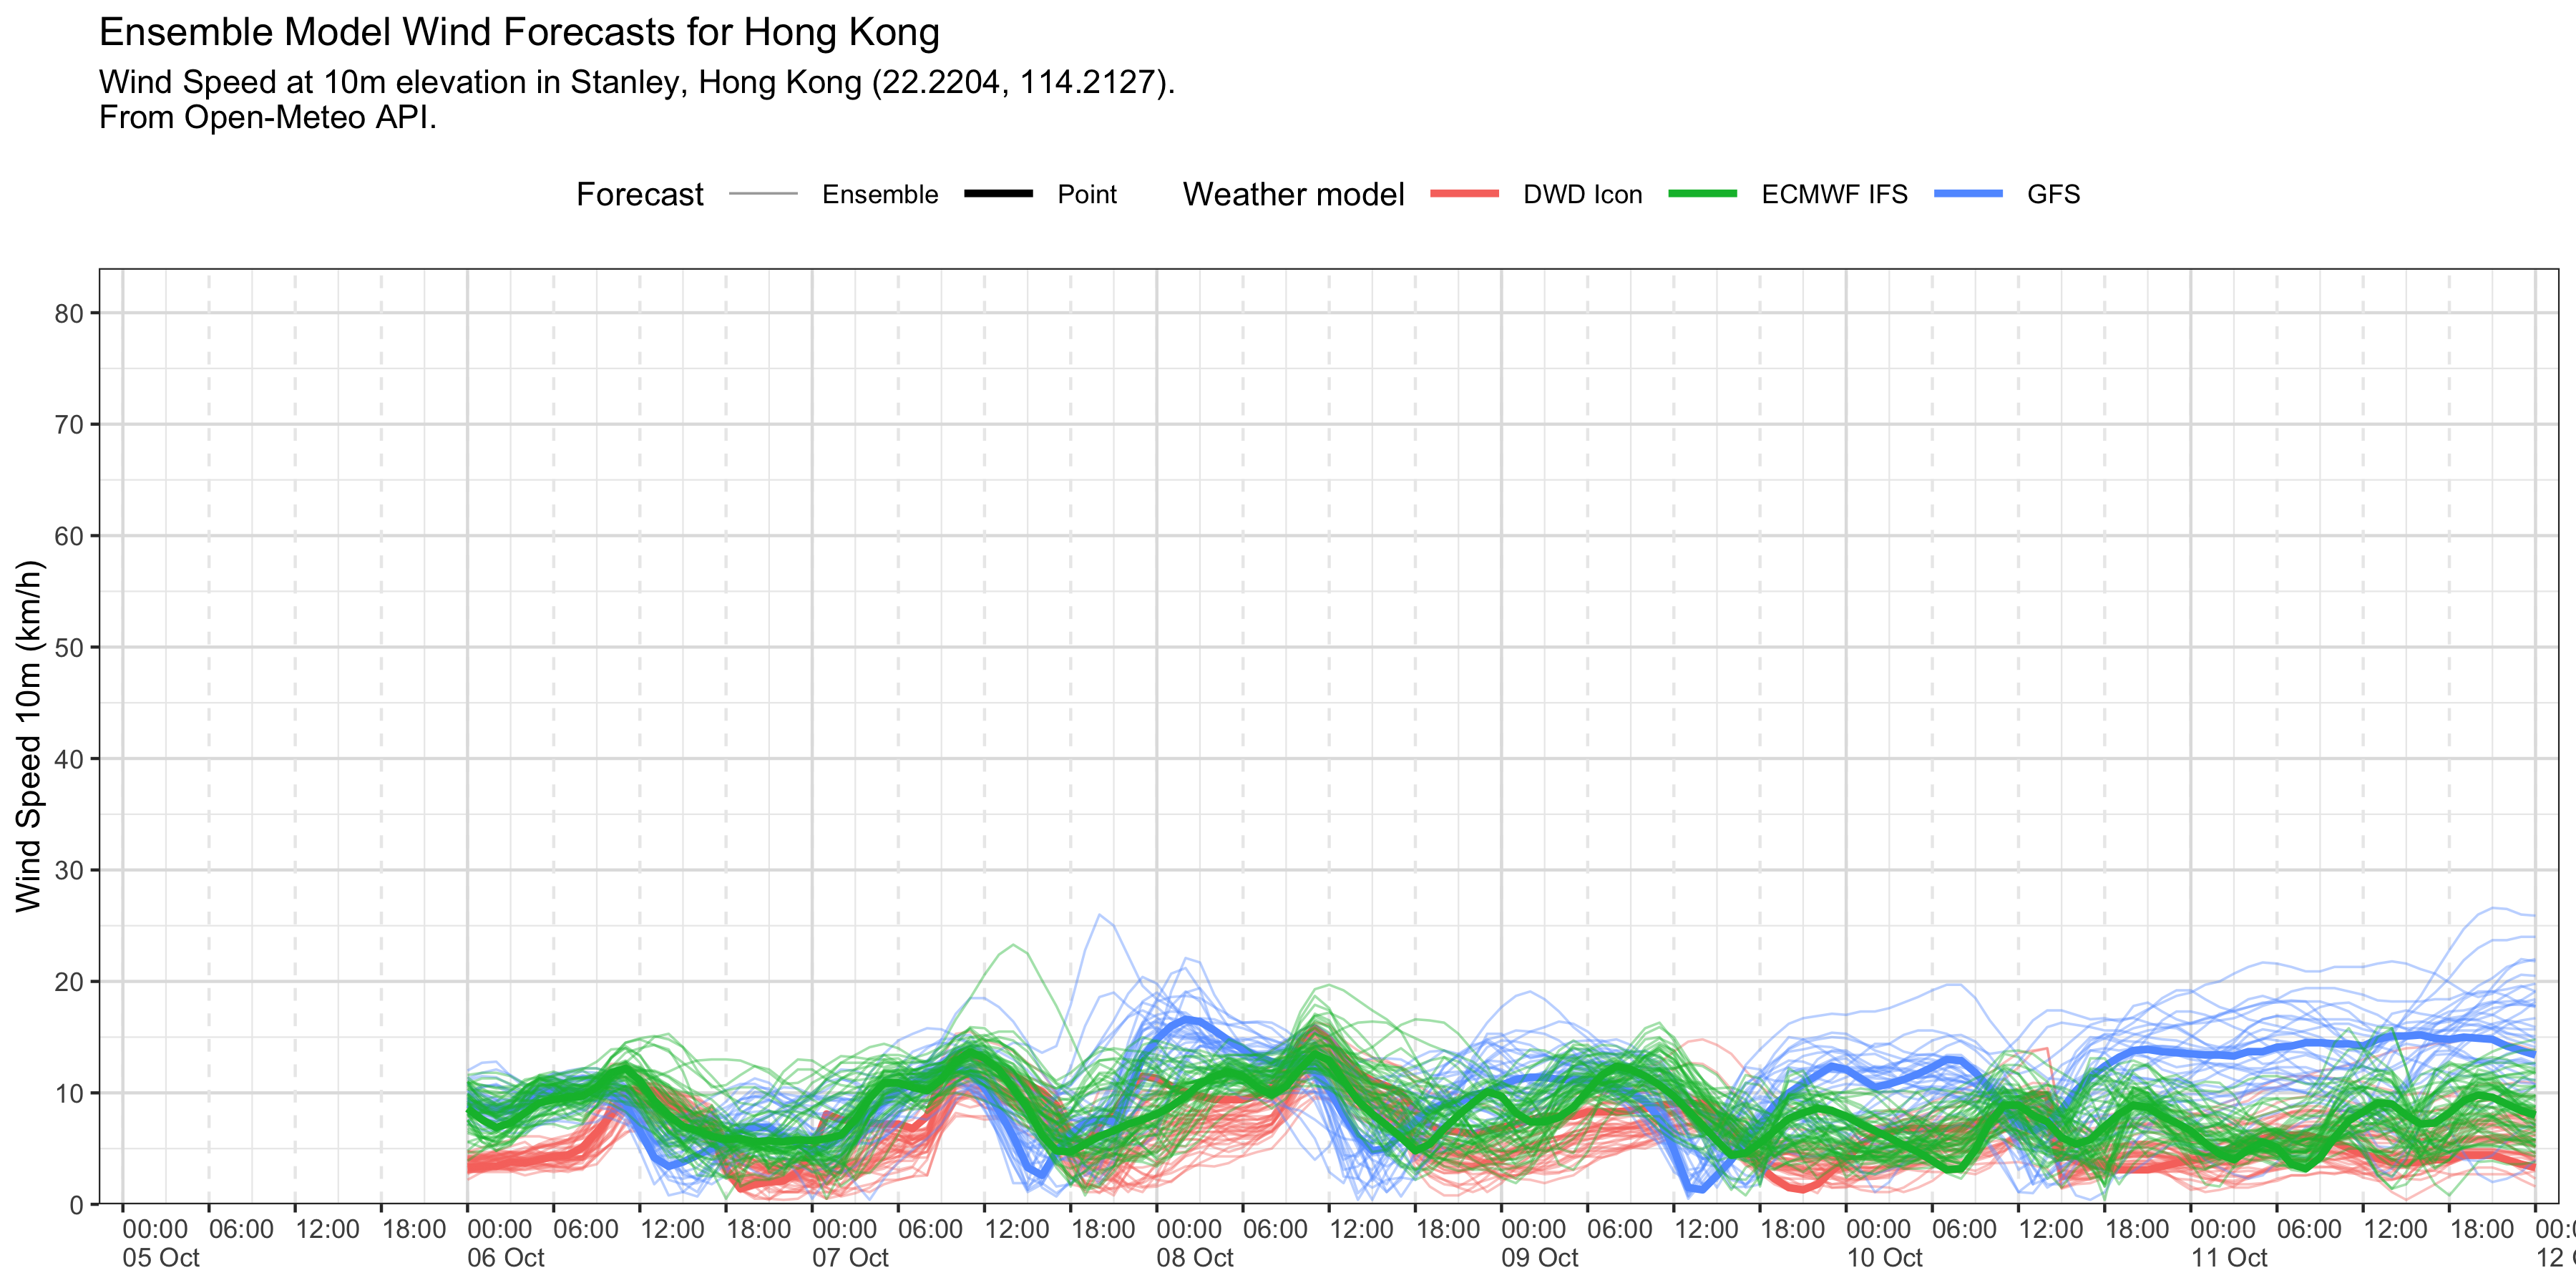 Ensemble Model Wind Forecasts for Hong Kong
Wind Speed at 10m elevation in Stanley, Hong Kong (22.2204, 114.2127).
From Open-Meteo API.
Forecast Ensemble Point Weather model DWD Icon ECMWF IFS GFS
Wind Speed 10m (km/h)
80
70
60
50
40
30
20
10
0
00:00 06:00 12:00 18:00 00:00 06:00 12:00 18:00 00:00 06:00 12:00 18:00 00:00 06:00 12:00 18:00 00:00 06:00 12:00 18:00 00:00 06:00 12:00 18:00 00:00 06:00 12:00 18:00
05 Oct 06 Oct 07 Oct 08 Oct 09 Oct 10 Oct 11 Oct 12